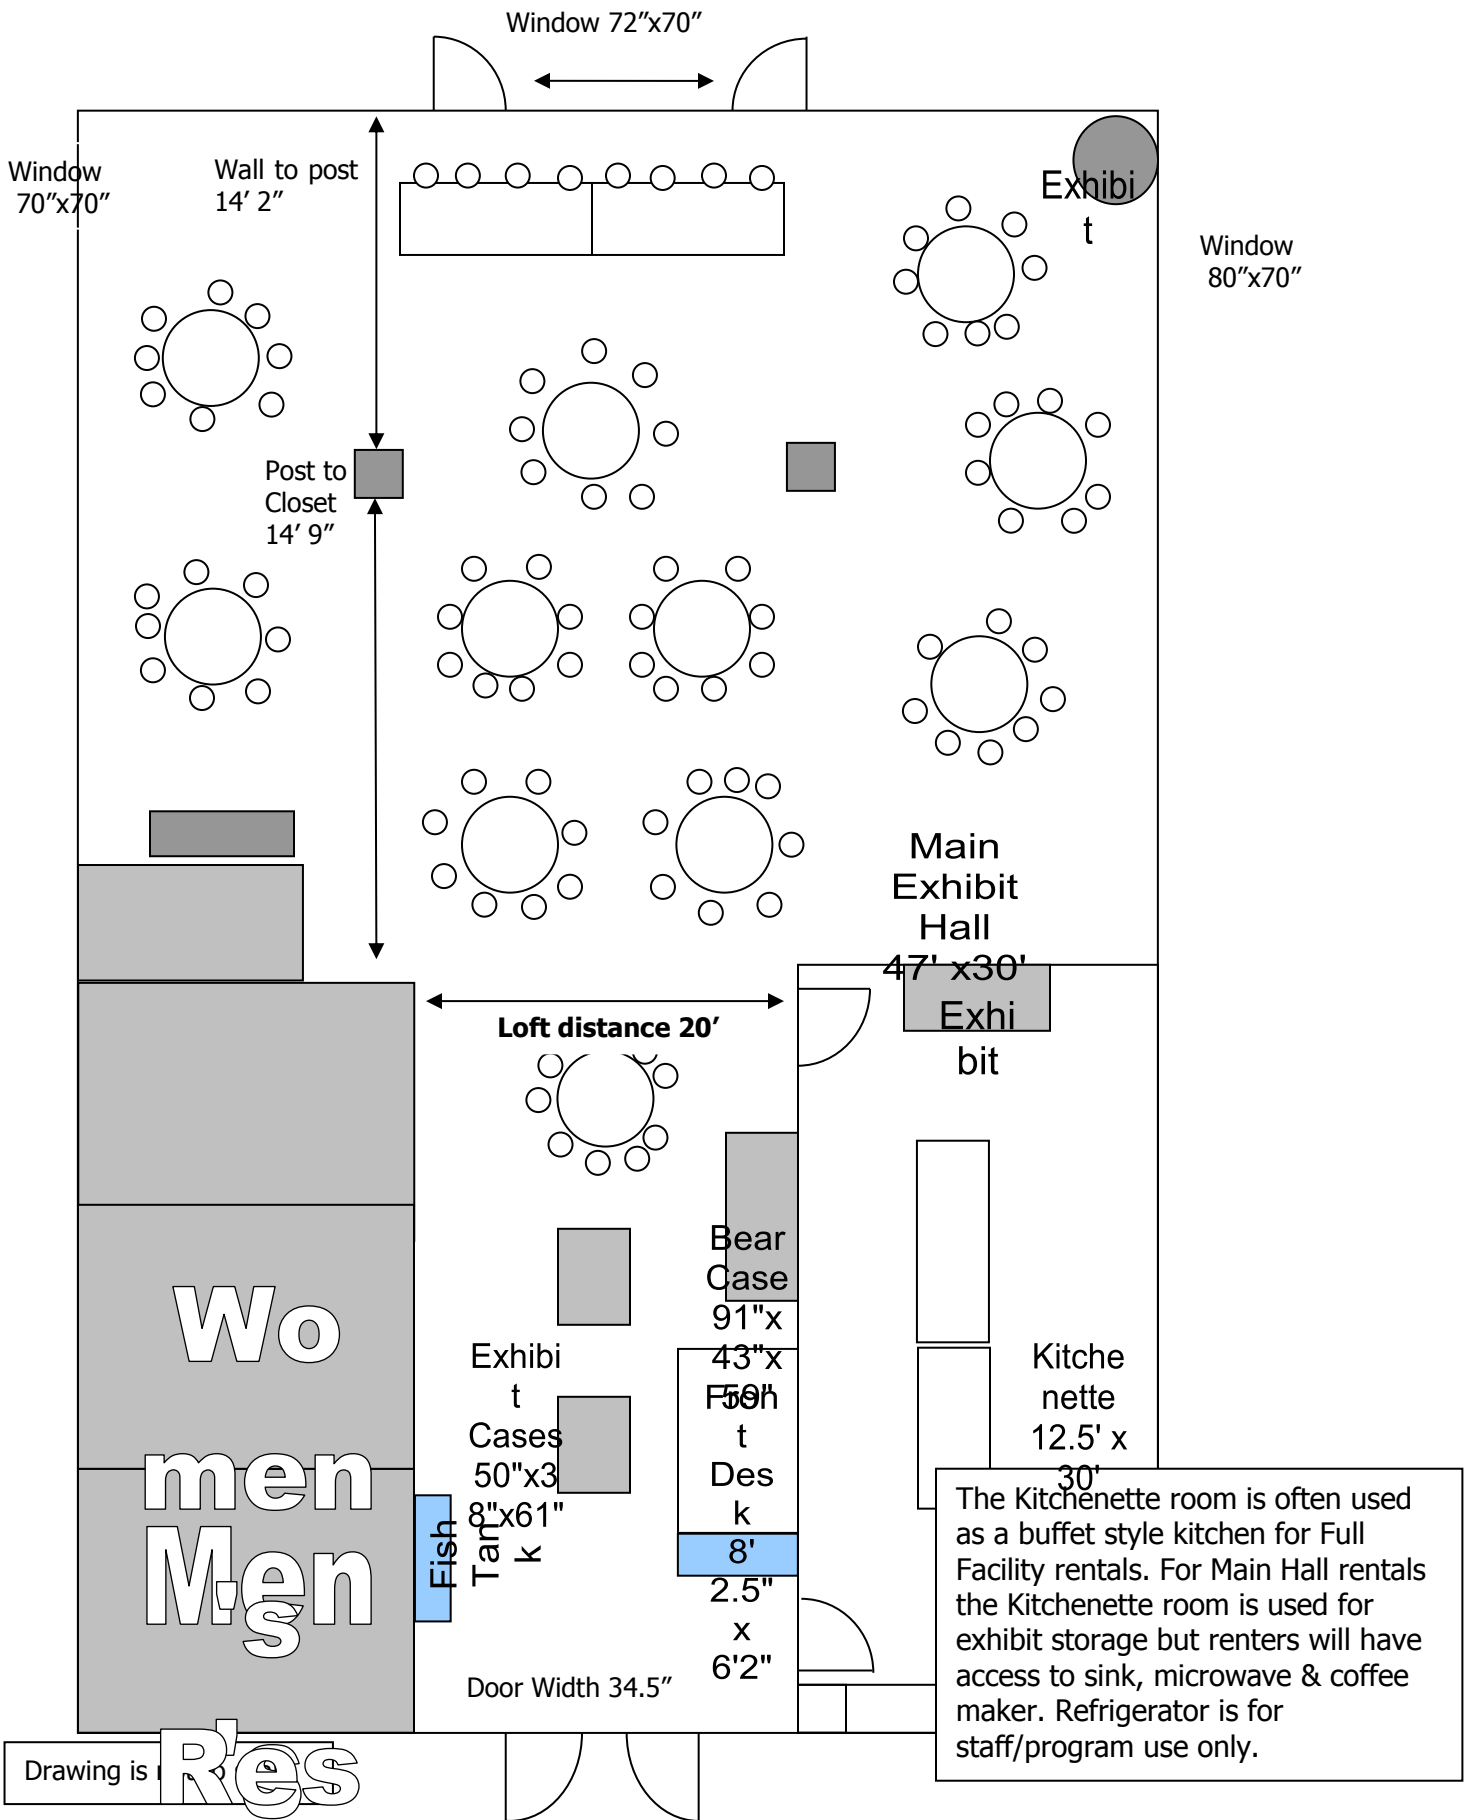 Window 72”x70”
Window
70”x70”
Wall to post
14’ 2”
Exhibi
t
Window
80”x70”
Post to
Closet
14’ 9”
Main
Exhibit
Hall
47' x30'
Loft distance 20’
Exhi
bit
Bear
Case
91"x
43"x
59"
Exhibi
t
Cases
50"x3
8"x61"
Fron
t
Des
k
8'
2.5"
x
6'2"
Kitche
nette
12.5' x
30'
Wo
men
's
Men
's
Res
Fish
Tan
k
Door Width 34.5”
The Kitchenette room is often used
as a buffet style kitchen for Full
Facility rentals. For Main Hall rentals
the Kitchenette room is used for
exhibit storage but renters will have
access to sink, microwave & coffee
maker. Refrigerator is for
staff/program use only.
Drawing is